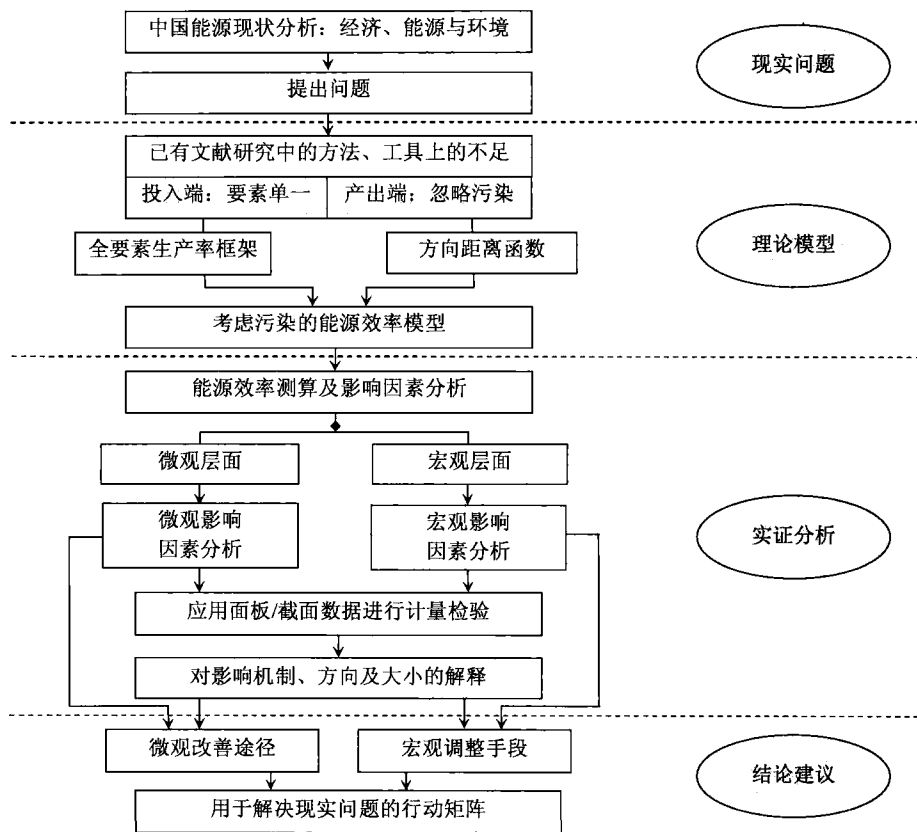 中国能源现状分析：经济、能源与环境
现实问题
提出问题
已有文献研究中的方法、工具上的不足
投入端：要素单一
产出端：忽略污染
全要素生产率框架
方向距离函数
理论模型
考虑污染的能源效率模型
能源效率测算及影响因素分析
微观层面
宏观层面
微观影响
因素分析
宏观影响
因素分析
实证分析
应用面板/截面数据进行计量检验
对影响机制、方向及大小的解释
微观改善途径
宏观调整手段
结论建议
用于解决现实问题的行动矩阵